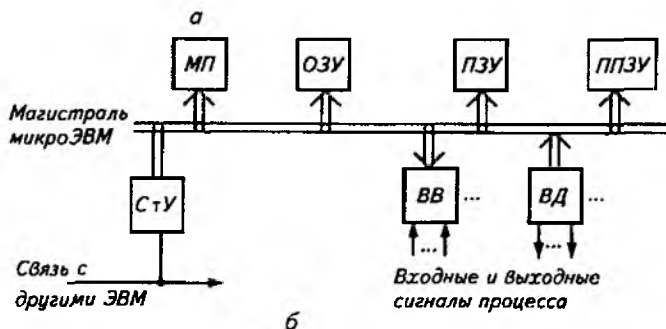 а
МП ОЗУ ПЗУ ППЗУ
Магистраль
микроЭВМ
СтУ ВВ ... ВД ...
... ...
Связь с
другими ЭВМ
Входные и выходные
сигналы процесса
б